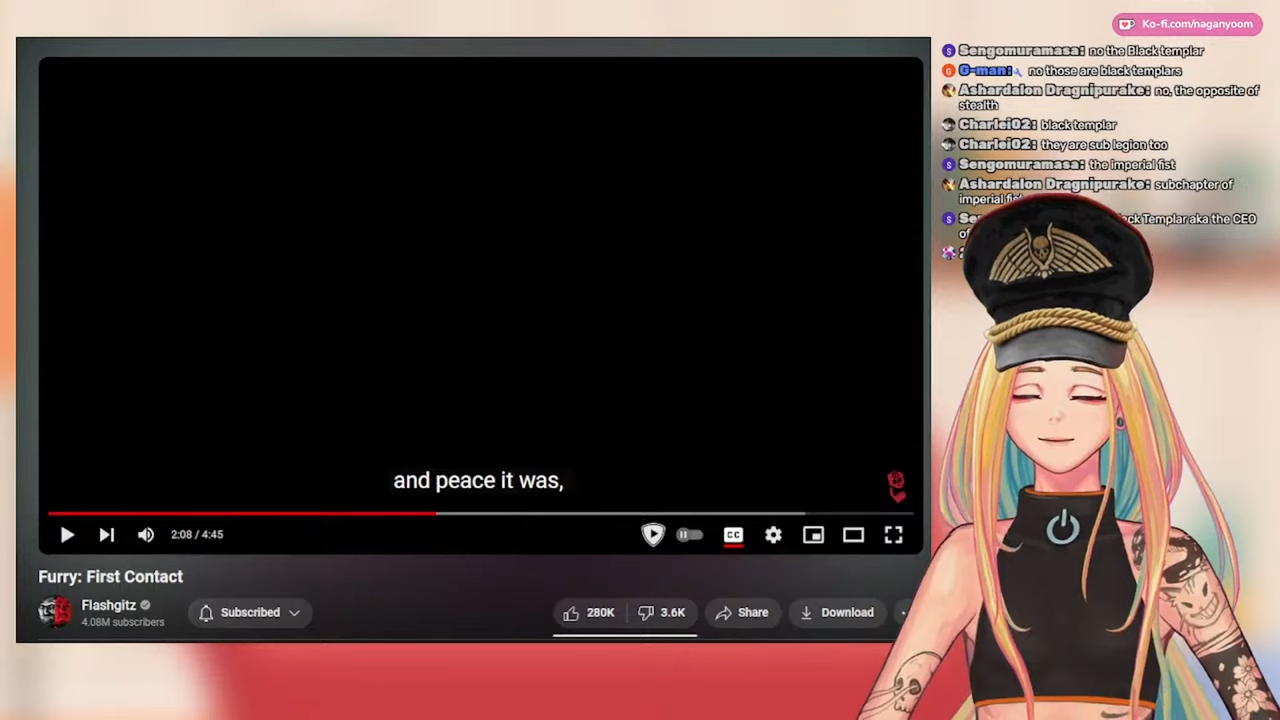 Ko-fi.com/naganyoom
Sengomuramasa: no the Black templar
G-man: no those are black templars
Ashardalon Dragnipurake: no, the opposite of
stealth
Charlei02: black templar
Charlei02: they are sub legion too
Sengomuramasa: the imperial fist
Ashardalon Dragnipurake: subchapter of
imperial
Templar aka the CEO
and peace it was,
2:08 / 4:45
CC
Furry: First Contact
Flashgitz
4.08M subscribers
Subscribed
280K
3.6K
Share
Download